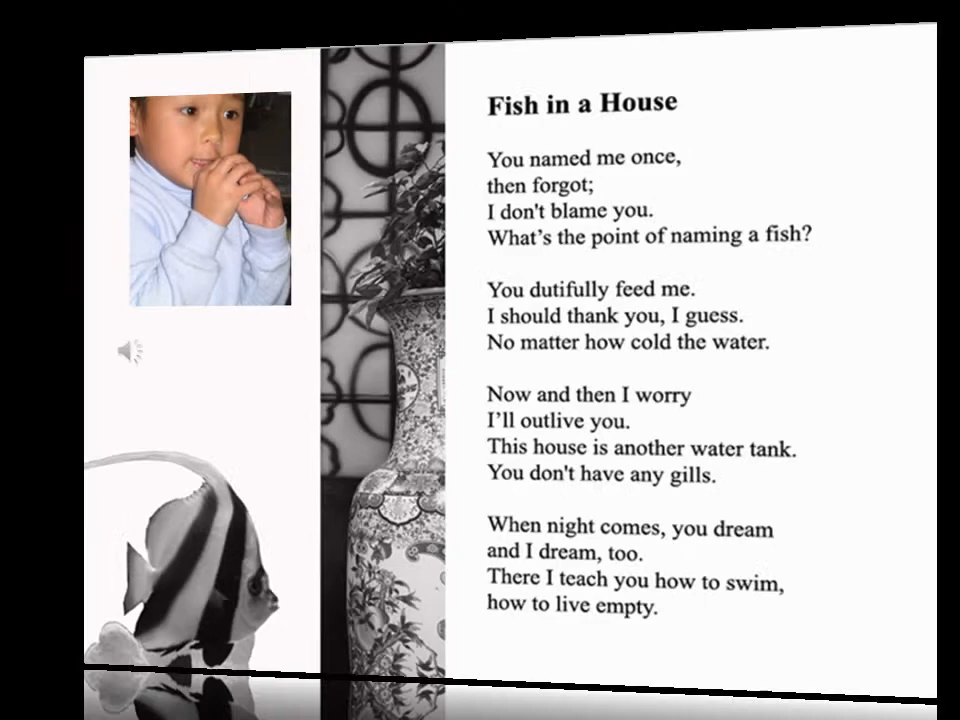 Fish in a House
You named me once,
then forgot;
I don't blame you.
What’s the point of naming a fish?
You dutifully feed me.
I should thank you, I guess.
No matter how cold the water.
Now and then I worry
I’ll outlive you.
This house is another water tank.
You don't have any gills.
When night comes, you dream
and I dream, too.
There I teach you how to swim,
how to live empty.